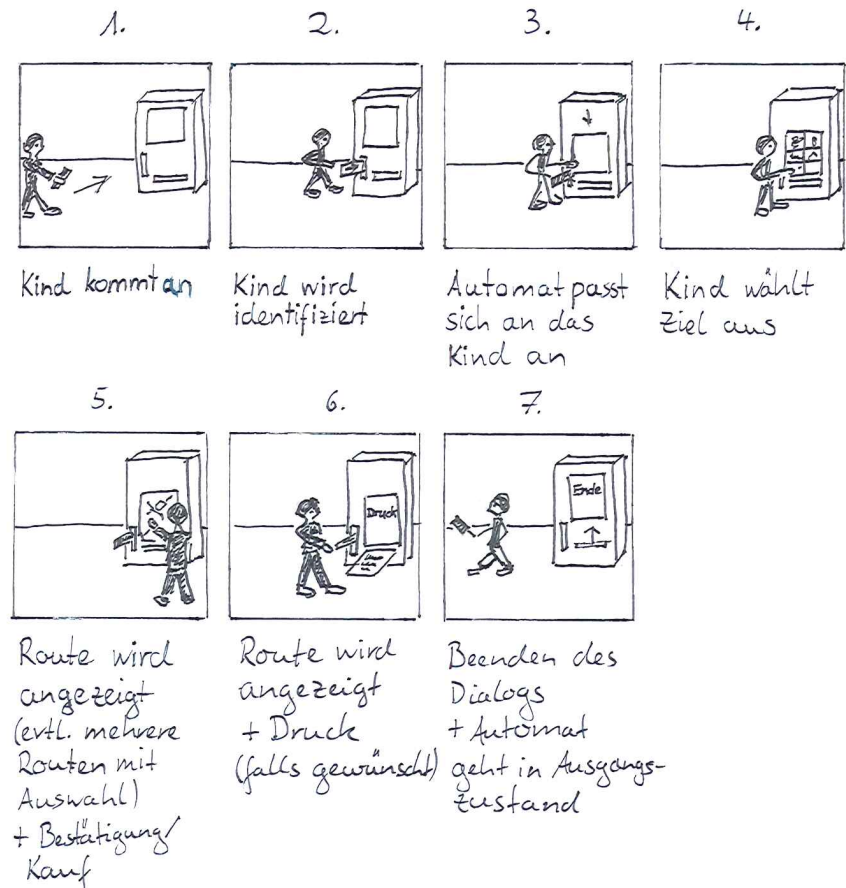 1.
2.
3.
4.
Kind kommt an
Kind wird
identifiziert
Automat passt
sich an das
Kind an
Kind wählt
Ziel aus
5.
6.
7.
Druck
Ende
Route wird
angezeigt
(evtl. mehrere
Routen mit
Auswahl)
+ Bestätigung/
Kauf
Route wird
angezeigt
+ Druck
(falls gewünscht)
Beenden des
Dialogs
+ Automat
geht in Ausgangs-
zustand